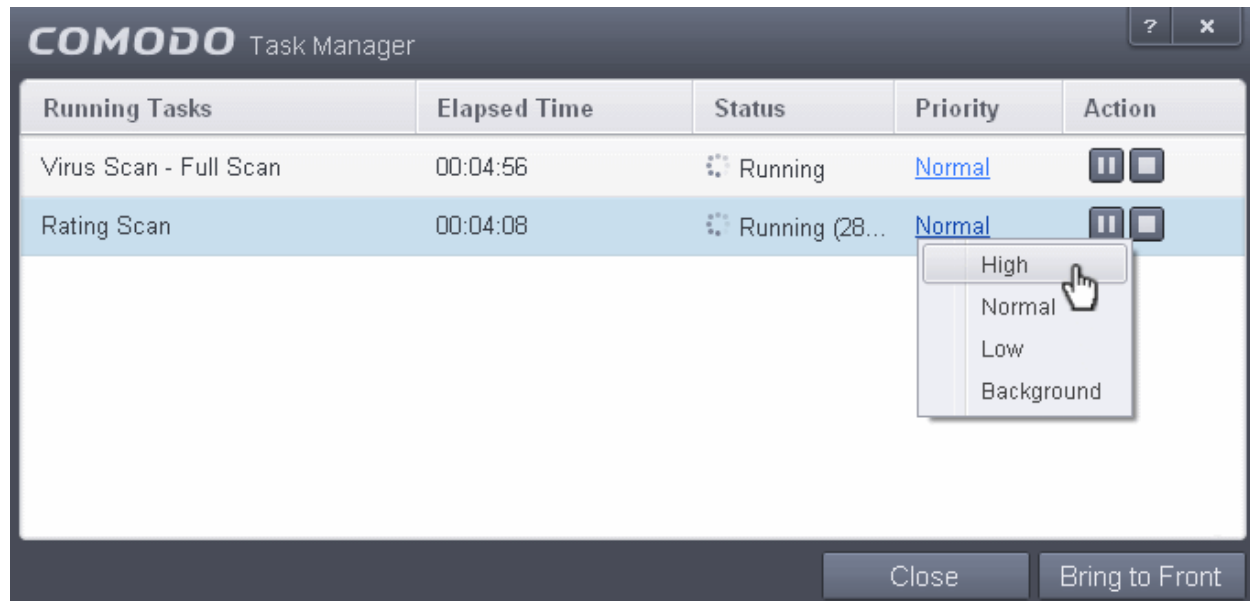 COMODO Task Manager ? x
Running Tasks Elapsed Time Status Priority Action
Virus Scan - Full Scan 00:04:56 Running Normal
Rating Scan 00:04:08 Running (28... Normal
High
Normal
Low
Background
Close Bring to Front